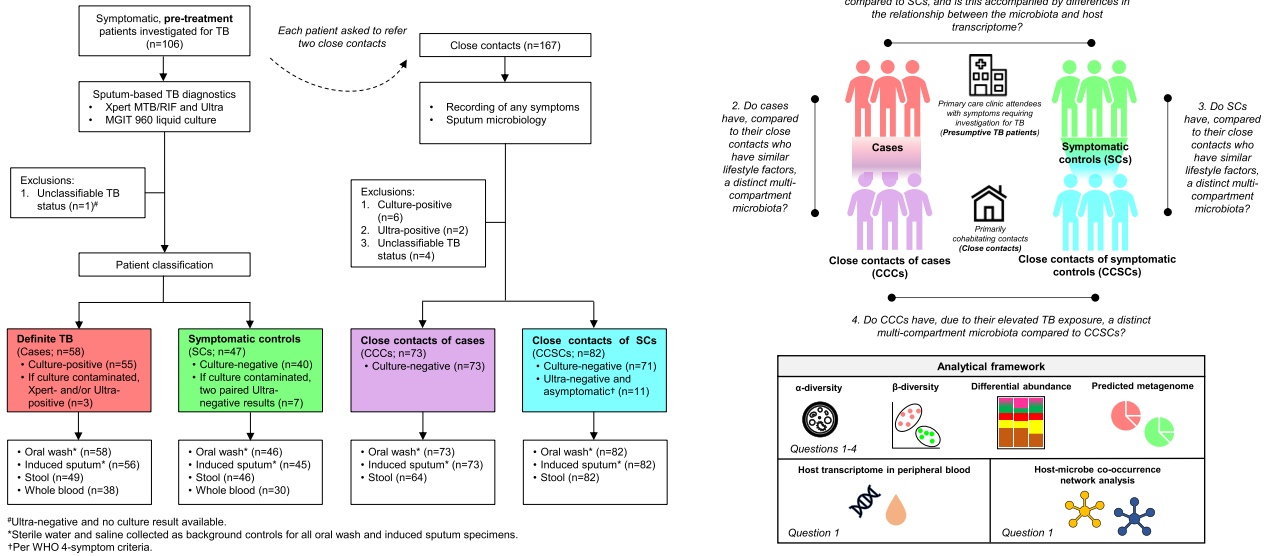 Symptomatic, pre-treatment
patients investigated for TB
(n=106)
Each patient asked to refer
two close contacts
Close contacts (n=167)
Sputum-based TB diagnostics
• Xpert MTB/RIF and Ultra
• MGIT 960 liquid culture
• Recording of any symptoms
• Sputum microbiology
Exclusions:
1. Unclassifiable TB
status (n=1)#
Exclusions:
1. Culture-positive
(n=6)
2. Ultra-positive (n=2)
3. Unclassifiable TB
status (n=4)
Patient classification
Definite TB
(Cases; n=58)
• Culture-positive (n=55)
• If culture contaminated,
Xpert- and/or Ultra-
positive (n=3)
Symptomatic controls
(SCs; n=47)
• Culture-negative (n=40)
• If culture contaminated,
two paired Ultra-
negative results (n=7)
Close contacts of cases
(CCCs; n=73)
• Culture-negative (n=73)
Close contacts of SCs
(CCSCs; n=82)
• Culture-negative (n=71)
• Ultra-negative and
asymptomatic† (n=11)
• Oral wash* (n=58)
• Induced sputum* (n=56)
• Stool (n=49)
• Whole blood (n=38)
• Oral wash* (n=46)
• Induced sputum* (n=45)
• Stool (n=46)
• Whole blood (n=30)
• Oral wash* (n=73)
• Induced sputum* (n=73)
• Stool (n=64)
• Oral wash* (n=82)
• Induced sputum* (n=82)
• Stool (n=82)
#Ultra-negative and no culture result available.
*Sterile water and saline collected as background controls for all oral wash and induced sputum specimens.
†Per WHO 4-symptom criteria.
compared to SCs, and is this accompanied by differences in
the relationship between the microbiota and host
transcriptome?
2. Do cases
have, compared
to their close
contacts who
have similar
lifestyle factors,
a distinct multi-
compartment
microbiota?
Primary care clinic attendees
with symptoms requiring
investigation for TB
(Presumptive TB patients)
Cases
Symptomatic
controls (SCs)
3. Do SCs
have, compared
to their close
contacts who
have similar
lifestyle factors,
a distinct multi-
compartment
microbiota?
Primarily
cohabitating contacts
(Close contacts)
Close contacts of cases
(CCCs)
Close contacts of symptomatic
controls (CCSCs)
4. Do CCCs have, due to their elevated TB exposure, a distinct
multi-compartment microbiota compared to CCSCs?
Analytical framework
α-diversity
β-diversity
Differential abundance
Predicted metagenome
Questions 1-4
Host transcriptome in peripheral blood
Question 1
Host-microbe co-occurrence
network analysis
Question 1